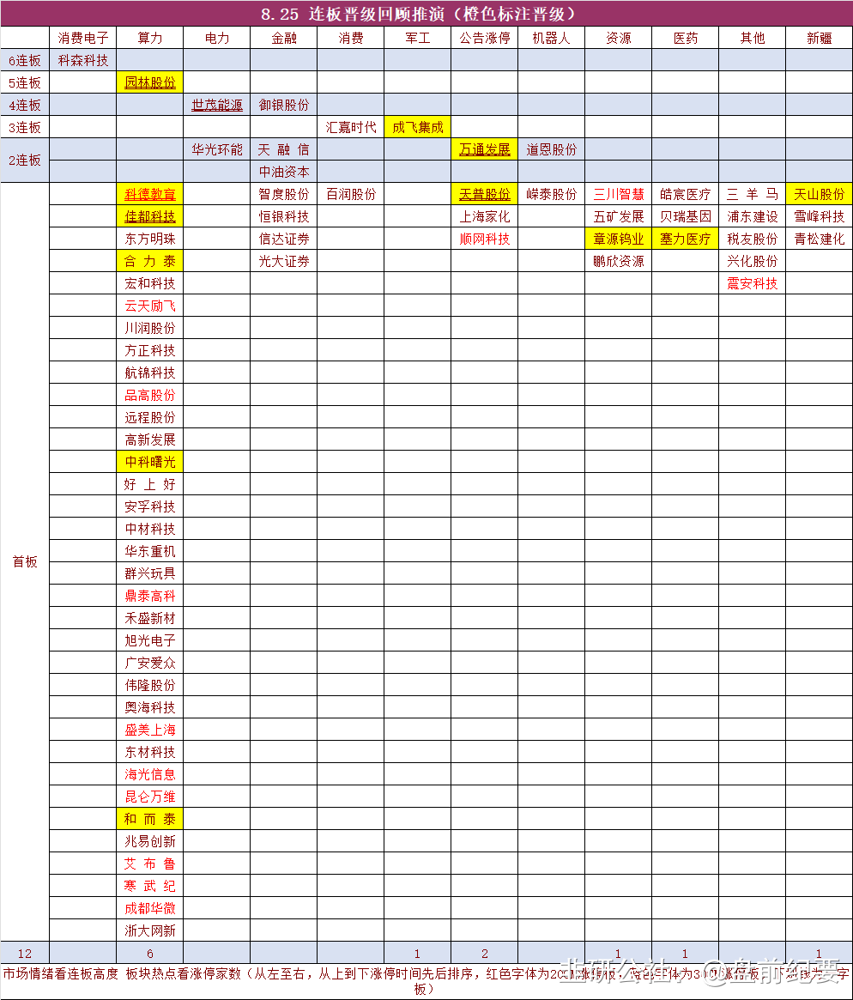 8.25 连板晋级回顾推演（橙色标注晋级）
消费电子 算力 电力 金融 消费 军工 公告涨停 机器人 资源 医药 其他 新疆
6连板 科森科技
5连板 园林股份
4连板 世茂能源 御银股份
3连板 汇嘉时代 成飞集成
2连板 华光环能 天融信 万通发展 道恩股份
中油资本
首板
科德教育 智度股份 百润股份 天普股份 嵘泰股份 三川智慧 皓宸医疗 三羊马 天山股份
佳都科技 恒银科技 上海家化 五矿发展 贝瑞基因 浦东建设 雪峰科技
东方明珠 信达证券 顺网科技 章源钨业 塞力医疗 税友股份 青松建化
合力泰 光大证券 鹏欣资源 兴化股份
宏和科技 震安科技
云天励飞
川润股份
方正科技
航锦科技
品高股份
远程股份
高新发展
中科曙光
好上好
安孚科技
中材科技
华东重机
群兴玩具
鼎泰高科
禾盛新材
旭光电子
广安爱众
伟隆股份
奥海科技
盛美上海
东材科技
海光信息
昆仑万维
和而泰
兆易创新
艾布鲁
寒武纪
成都华微
浙大网新
12 6 1 2 1 1 1
市场情绪看连板高度 板块热点看涨停家数（从左至右，从上到下涨停时间先后排序，红色字体为20%涨停板，
字体为30%涨停板，
板）
@盘前纪要